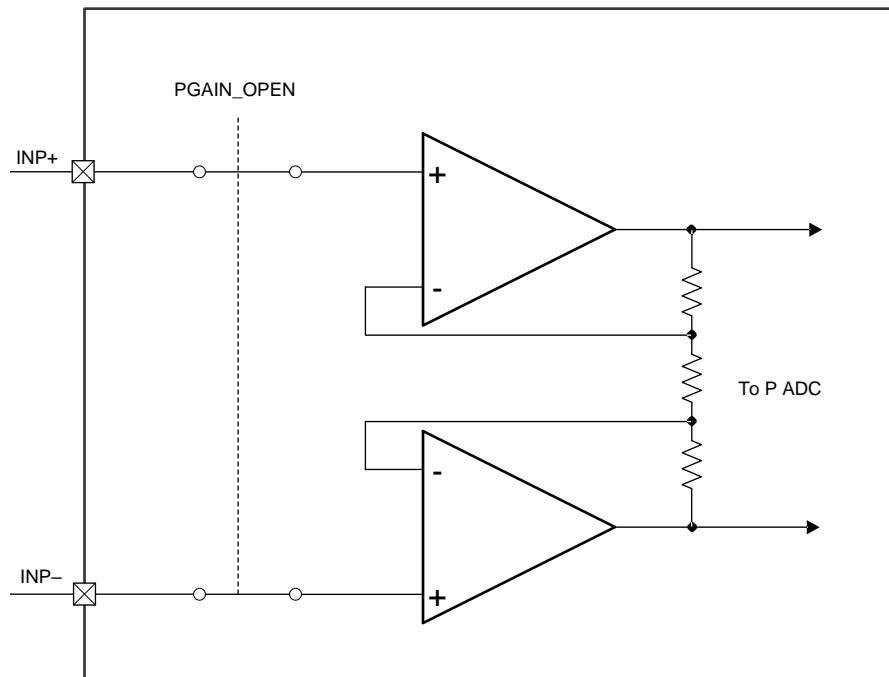 PGAIN_OPEN
INP+
+
-
To P ADC
-
INP–
+